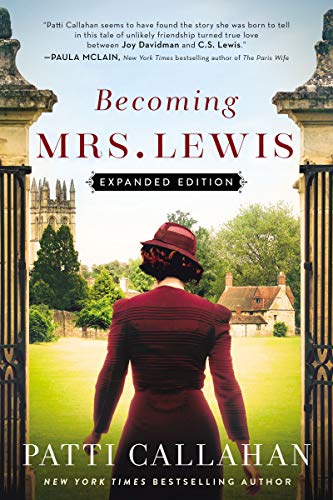 "Patti Callahan seems to have found the story she was born to tell
in this tale of unlikely friendship turned true love
between Joy Davidman and C.S. Lewis."
—PAULA MCLAIN, New York Times bestselling author of The Paris Wife
Becoming
MRS. LEWIS
EXPANDED EDITION
PATTI CALLAHAN
NEW YORK TIMES BESTSELLING AUTHOR